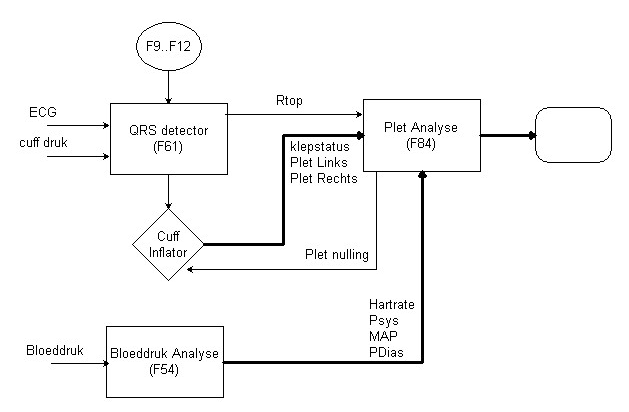 F9..F12
ECG
cuff druk
QRS detector
(F61)
Rtop
Plet Analyse
(F84)
klepstatus
Plet Links
Plet Rechts
Cuff
Inflator
Plet nulling
Hartrate
Psys
MAP
PDias
Bloeddruk
Bloeddruk Analyse
(F54)